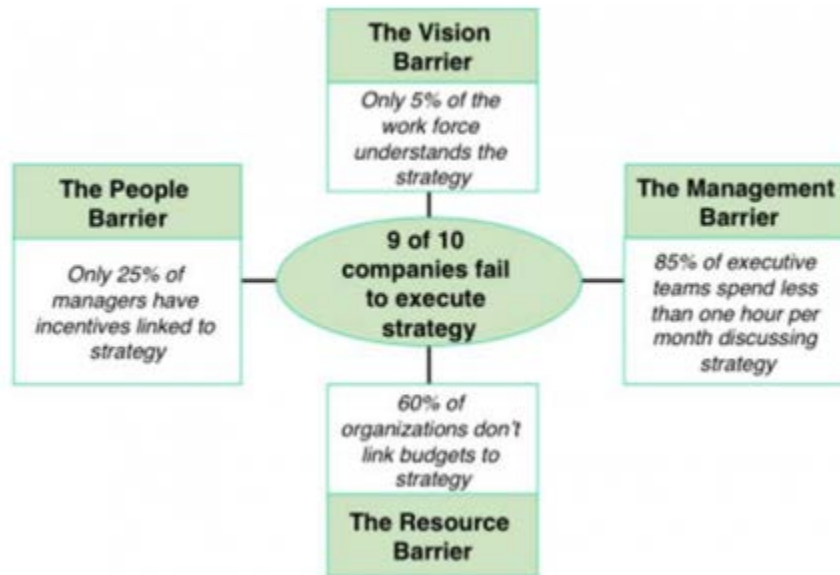 The Vision
Barrier
Only 5% of the
work force
understands the
strategy
The People
Barrier
Only 25% of
managers have
incentives linked to
strategy
9 of 10
companies fail
to execute
strategy
The Management
Barrier
85% of executive
teams spend less
than one hour per
month discussing
strategy
60% of
organizations don't
link budgets to
strategy
The Resource
Barrier